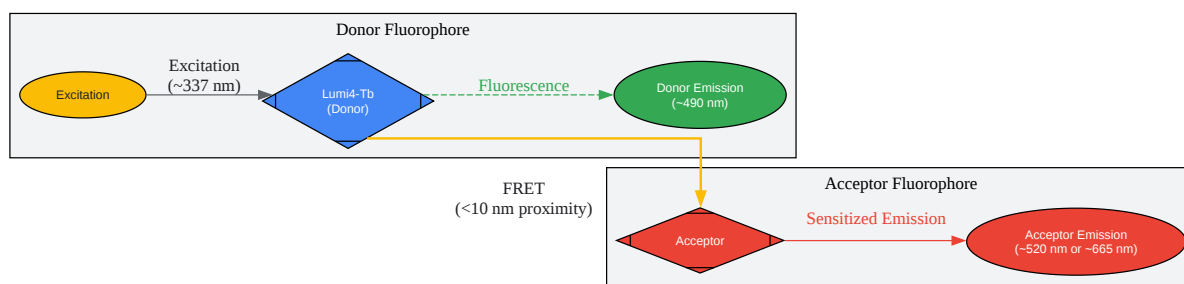 Donor Fluorophore
Excitation
Excitation
(~337 nm)
Lumi4-Tb
(Donor)
Fluorescence
Donor Emission
(~490 nm)
FRET
(<10 nm proximity)
Acceptor Fluorophore
Acceptor
Sensitized Emission
Acceptor Emission
(~520 nm or ~665 nm)